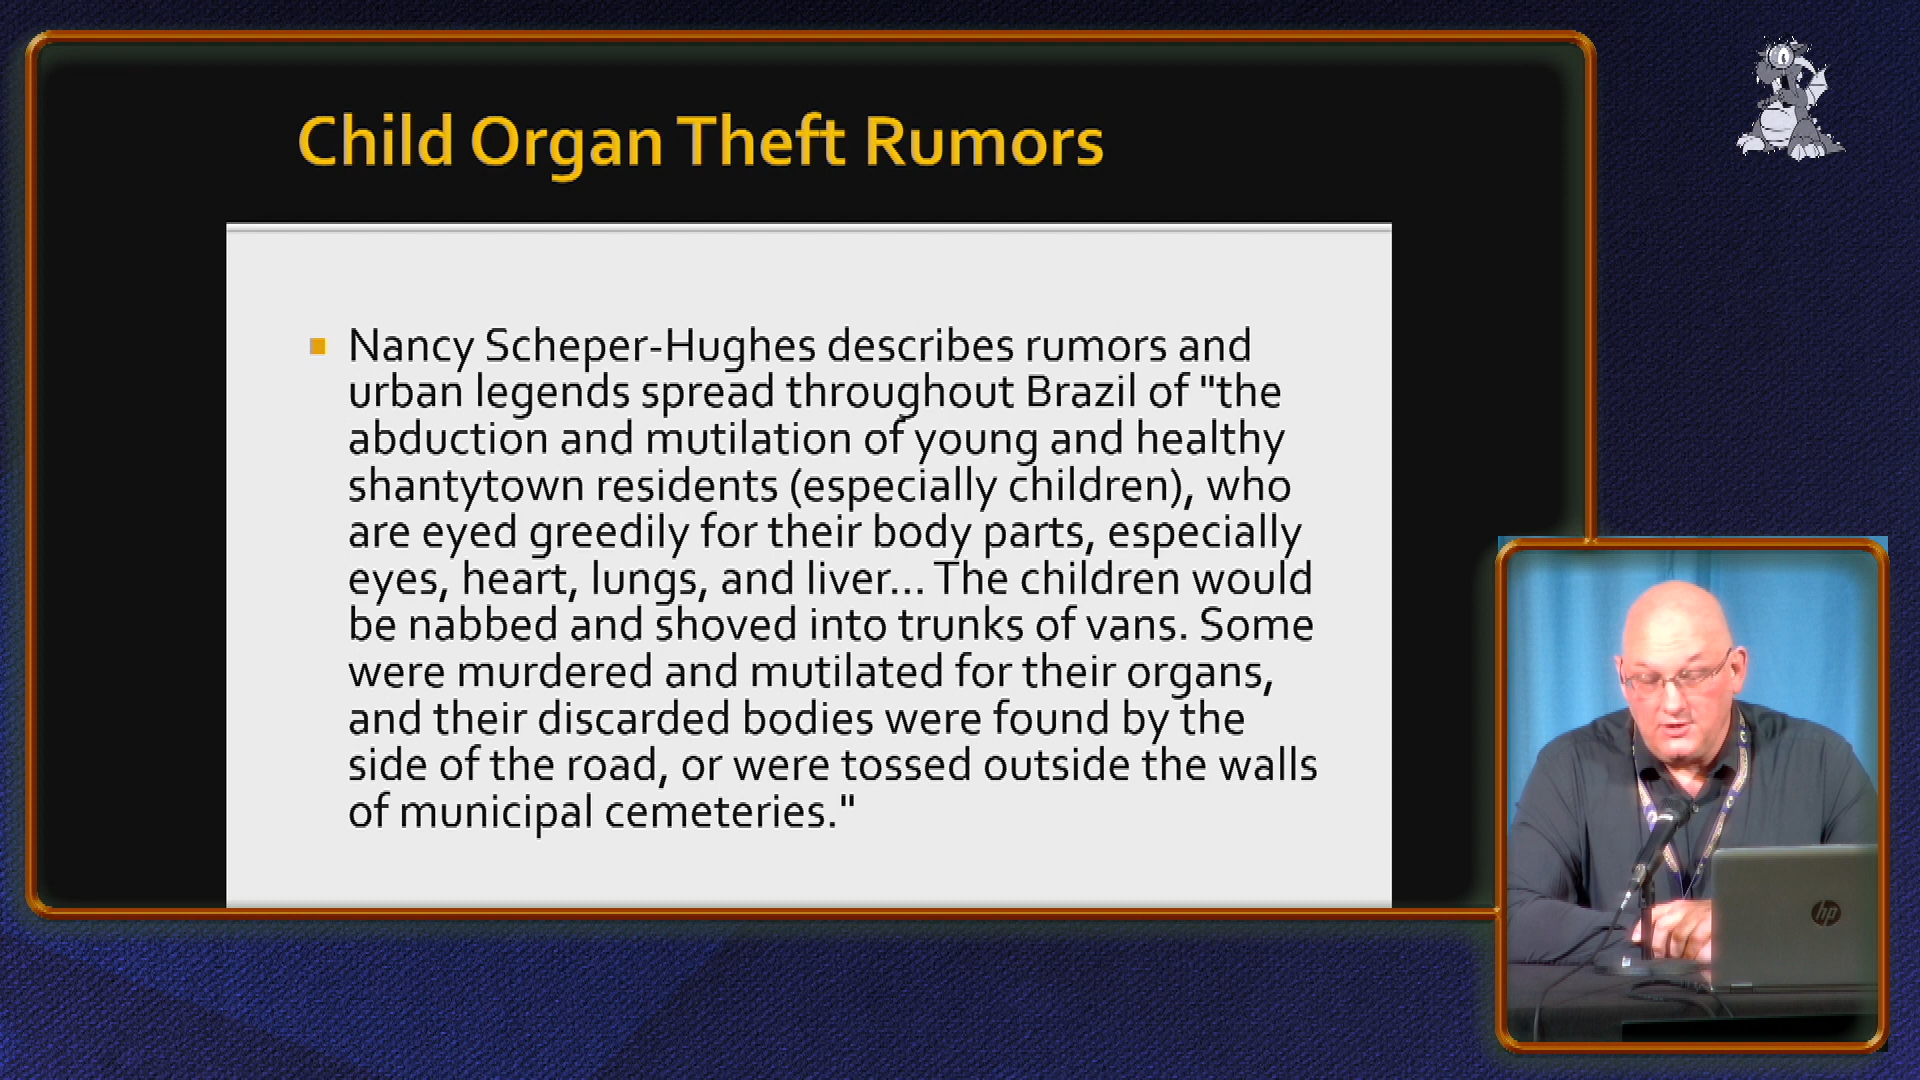 Child Organ Theft Rumors
Nancy Scheper-Hughes describes rumors and
urban legends spread throughout Brazil of "the
abduction and mutilation of young and healthy
shantytown residents (especially children), who
are eyed greedily for their body parts, especially
eyes, heart, lungs, and liver... The children would
be nabbed and shoved into trunks of vans. Some
were murdered and mutilated for their organs,
and their discarded bodies were found by the
side of the road, or were tossed outside the walls
of municipal cemeteries."
hp